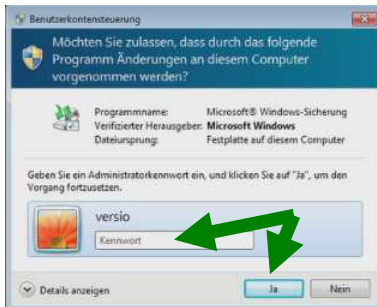 Benutzerkontensteuerung
Möchten Sie zulassen, dass durch das folgende
Programm Änderungen an diesem Computer
vorgenommen werden?
Programmname: Microsoft® Windows-Sicherung
Verifizierter Herausgeber: Microsoft Windows
Dateiursprung: Festplatte auf diesem Computer
Geben Sie ein Administratorkennwort ein, und klicken Sie auf "Ja", um den
Vorgang fortzusetzen.
versio
Kennwort
Details anzeigen
Ja
Nein